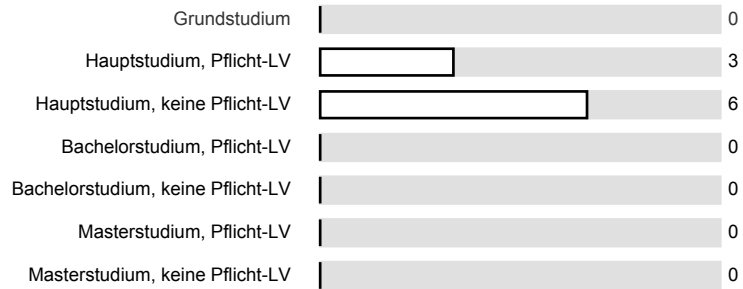 Grundstudium 0
Hauptstudium, Pflicht-LV 3
Hauptstudium, keine Pflicht-LV 6
Bachelorstudium, Pflicht-LV 0
Bachelorstudium, keine Pflicht-LV 0
Masterstudium, Pflicht-LV 0
Masterstudium, keine Pflicht-LV 0